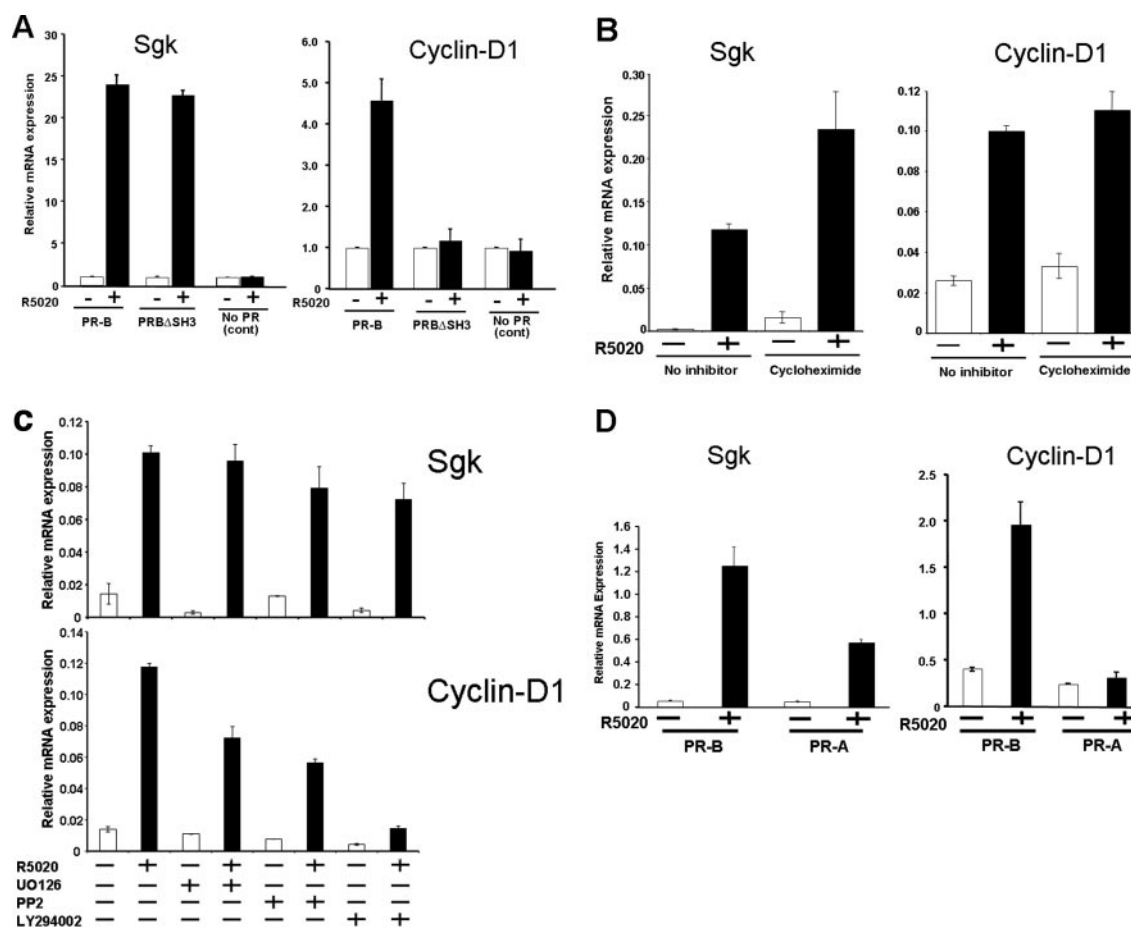 A
Sgk
Cyclin-D1
Relative mRNA expression
30
25
20
15
10
5
0
6.0
5.0
4.0
3.0
2.0
1.0
0.0
R5020 - + - + - +
PR-B PRBΔSH3 No PR (cont)
- + - + - +
PR-B PRBΔSH3 No PR (cont)
B
Sgk
Cyclin-D1
Relative mRNA expression
0.30
0.25
0.20
0.15
0.10
0.05
0.00
0.12
0.10
0.08
0.06
0.04
0.02
0.00
R5020 — + — +
No inhibitor Cycloheximide
— + — +
No inhibitor Cycloheximide
C
Sgk
Relative mRNA expression
0.12
0.10
0.08
0.06
0.04
0.02
0
Cyclin-D1
Relative mRNA expression
0.14
0.12
0.10
0.08
0.06
0.04
0.02
0
R5020 — + — + — + — +
UO126 — — + + — — — —
PP2 — — — — + + — —
LY294002 — — — — — — + +
D
Sgk
Cyclin-D1
Relative mRNA Expression
1.6
1.4
1.2
1.0
0.8
0.6
0.4
0.2
0
2.5
2.0
1.5
1.0
0.5
0
R5020 — + — +
PR-B PR-A
R5020 — + — +
PR-B PR-A